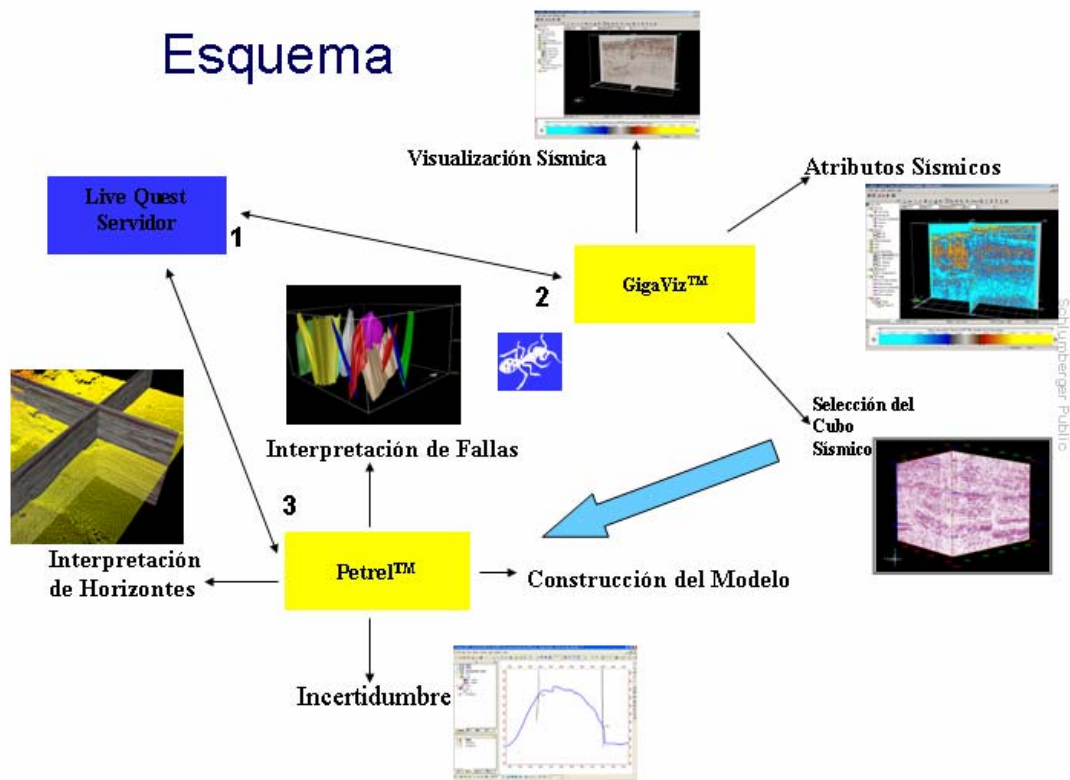 Esquema
Visualización Sísmica
Atributos Sísmicos
Live Quest
Servidor
1
2
GigaViz™
Schlumberger Public
Selección del
Cubo
Sísmico
Interpretación de Fallas
3
Interpretación
de Horizontes
Petrel™
Construcción del Modelo
Incertidumbre